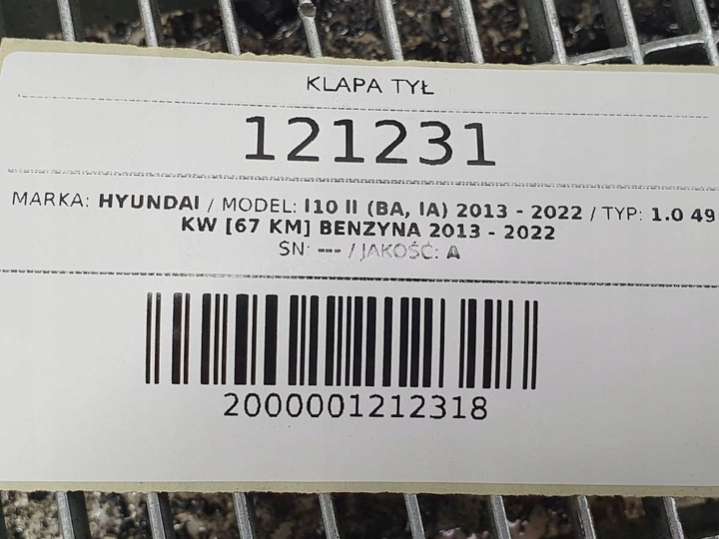 KLAPA TYŁ
121231
MARKA: HYUNDAI / MODEL: I10 II (BA, IA) 2013 - 2022 / TYP: 1.0 49
KW [67 KM] BENZYNA 2013 - 2022
SN: --- / JAKOŚĆ: A
2000001212318